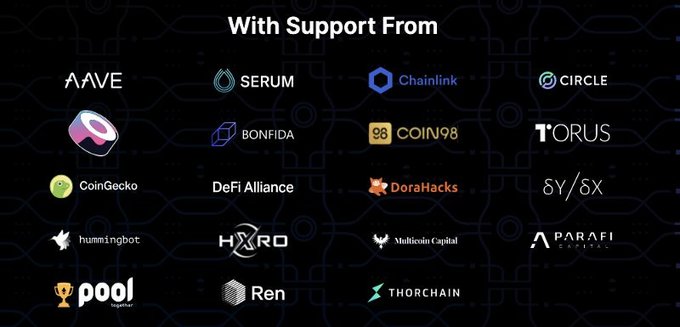 With Support From
AAVE
SERUM
Chainlink
CIRCLE
BONFIDA
98 COIN98
TORUS
CoinGecko
DeFi Alliance
DoraHacks
δY/δX
hummingbot
HXRO
Multicoin Capital
PARAFI
CAPITAL
pool
together
Ren
THORCHAIN